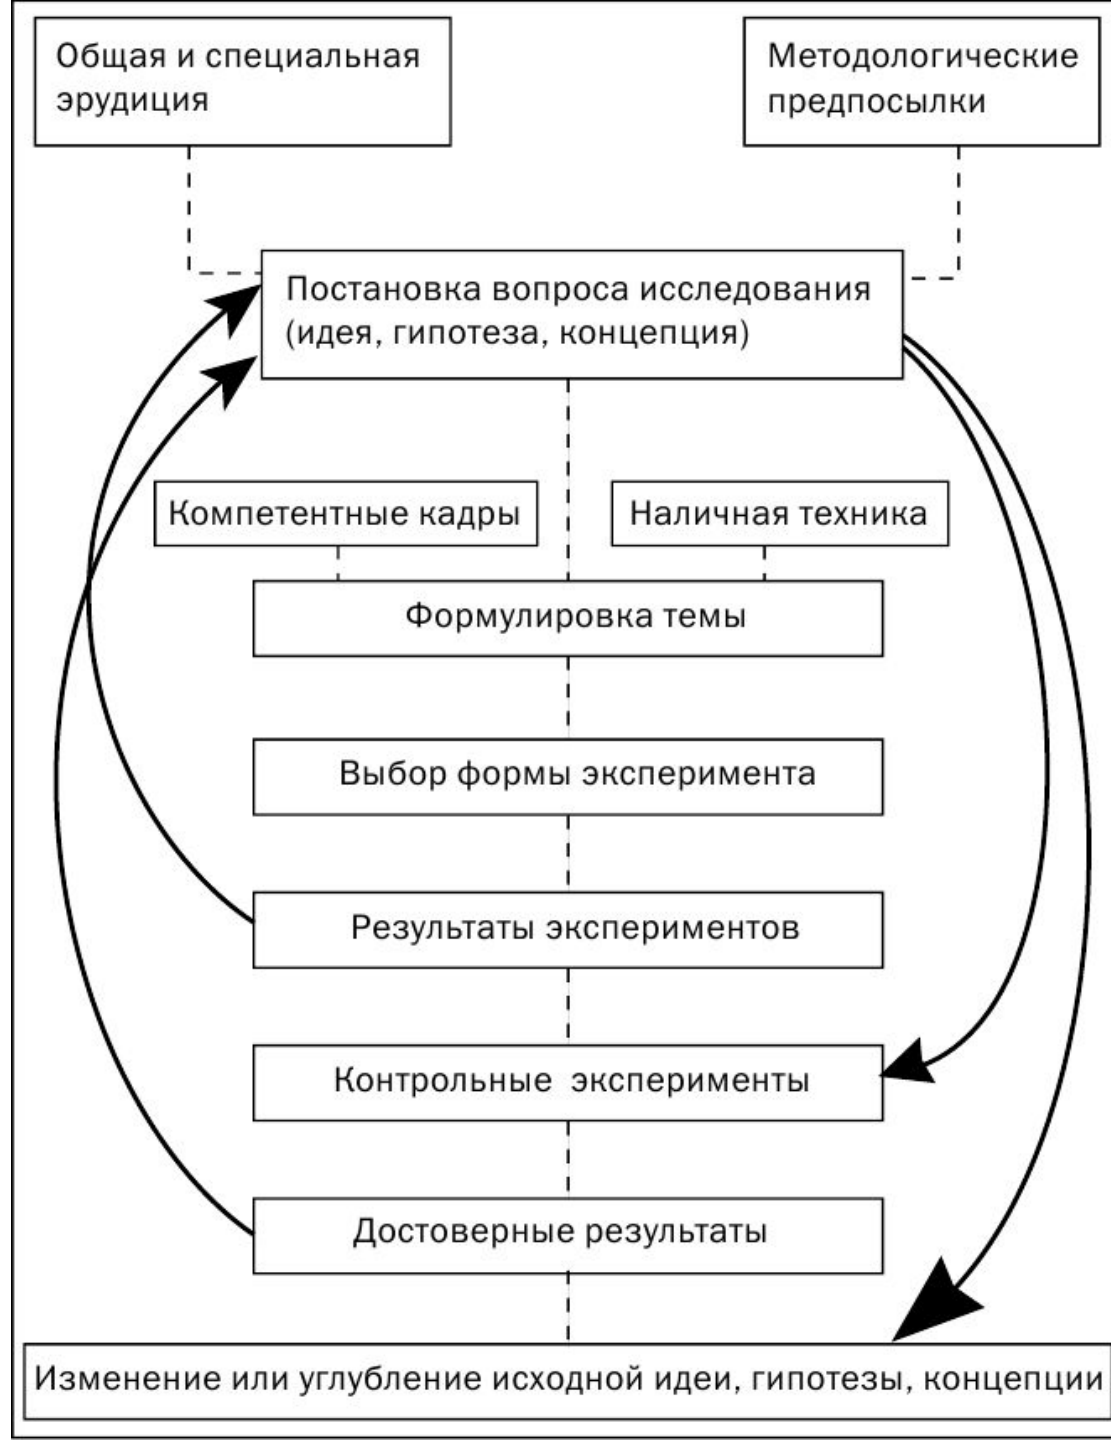 Общая и специальная
эрудиция
Методологические
предпосылки
Постановка вопроса исследования
(идея, гипотеза, концепция)
Компетентные кадры
Наличная техника
Формулировка темы
Выбор формы эксперимента
Результаты экспериментов
Контрольные эксперименты
Достоверные результаты
Изменение или углубление исходной идеи, гипотезы, концепции